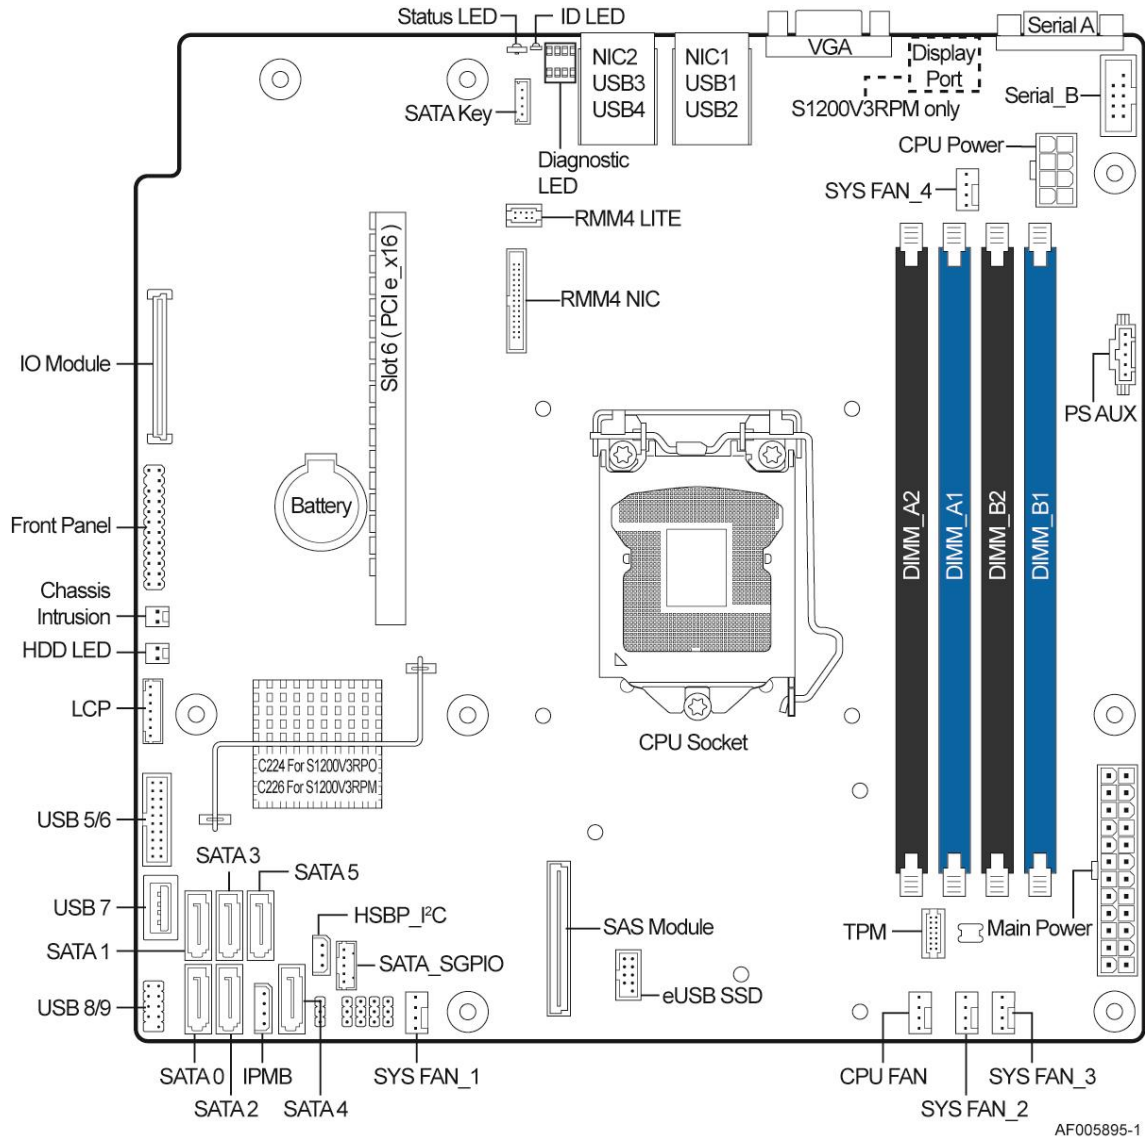 Status LED
ID LED
NIC2
USB3
USB4
NIC1
USB1
USB2
VGA
Display
Port
Serial A
S1200V3RPM only
Serial_B
SATA Key
Diagnostic
LED
CPU Power
SYS FAN_4
RMM4 LITE
RMM4 NIC
Slot 6 ( PCI e_x16 )
IO Module
PS AUX
Battery
Front Panel
DIMM_A2
DIMM_A1
DIMM_B2
DIMM_B1
Chassis
Intrusion
HDD LED
LCP
CPU Socket
C224 For S1200V3RPO
C226 For S1200V3RPM
USB 5/6
SATA 3
SATA 5
USB 7
HSBP_I²C
SATA 1
SATA_SGPIO
SAS Module
TPM
Main Power
USB 8/9
eUSB SSD
SATA 0
IPMB
SYS FAN_1
CPU FAN
SYS FAN_3
SATA 2
SATA 4
SYS FAN_2
AF005895-1